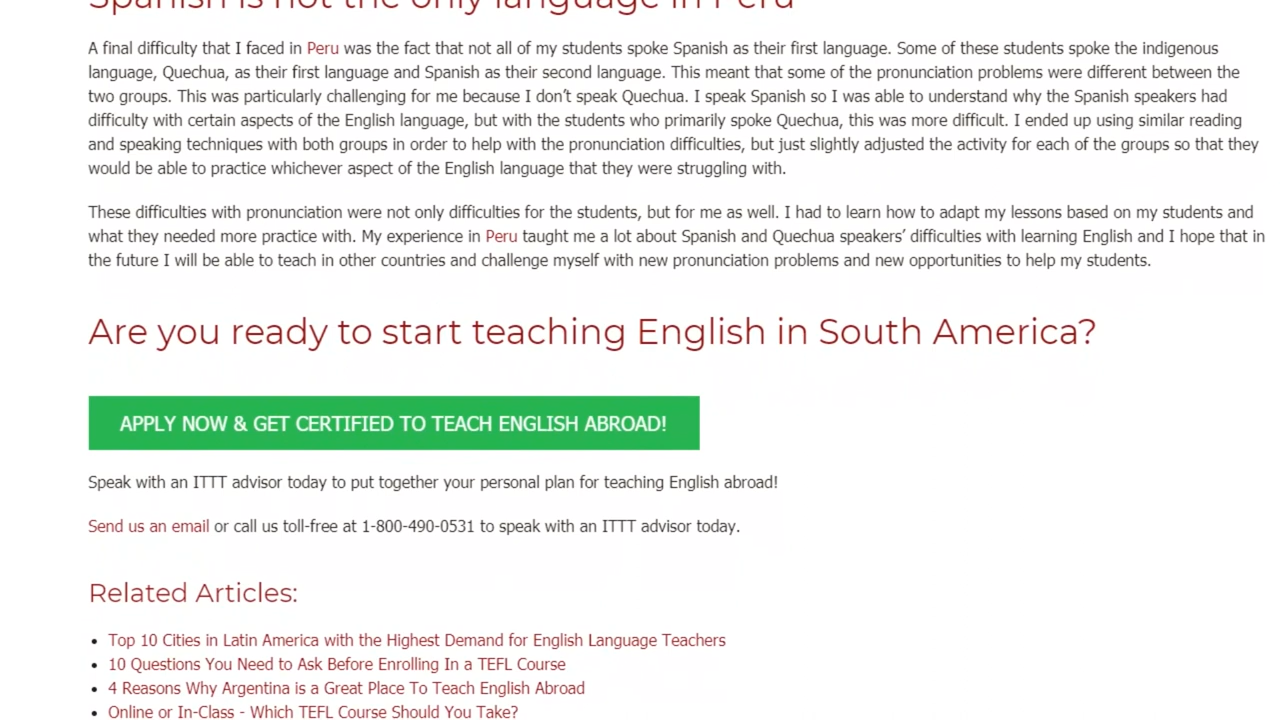 Spanish is not the only language in Peru
A final difficulty that I faced in Peru was the fact that not all of my students spoke Spanish as their first language. Some of these students spoke the indigenous
language, Quechua, as their first language and Spanish as their second language. This meant that some of the pronunciation problems were different between the
two groups. This was particularly challenging for me because I don’t speak Quechua. I speak Spanish so I was able to understand why the Spanish speakers had
difficulty with certain aspects of the English language, but with the students who primarily spoke Quechua, this was more difficult. I ended up using similar reading
and speaking techniques with both groups in order to help with the pronunciation difficulties, but just slightly adjusted the activity for each of the groups so that they
would be able to practice whichever aspect of the English language that they were struggling with.
These difficulties with pronunciation were not only difficulties for the students, but for me as well. I had to learn how to adapt my lessons based on my students and
what they needed more practice with. My experience in Peru taught me a lot about Spanish and Quechua speakers’ difficulties with learning English and I hope that in
the future I will be able to teach in other countries and challenge myself with new pronunciation problems and new opportunities to help my students.
Are you ready to start teaching English in South America?
APPLY NOW & GET CERTIFIED TO TEACH ENGLISH ABROAD!
Speak with an ITTT advisor today to put together your personal plan for teaching English abroad!
Send us an email or call us toll-free at 1-800-490-0531 to speak with an ITTT advisor today.
Related Articles:
• Top 10 Cities in Latin America with the Highest Demand for English Language Teachers
• 10 Questions You Need to Ask Before Enrolling In a TEFL Course
• 4 Reasons Why Argentina is a Great Place To Teach English Abroad
• Online or In-Class - Which TEFL Course Should You Take?